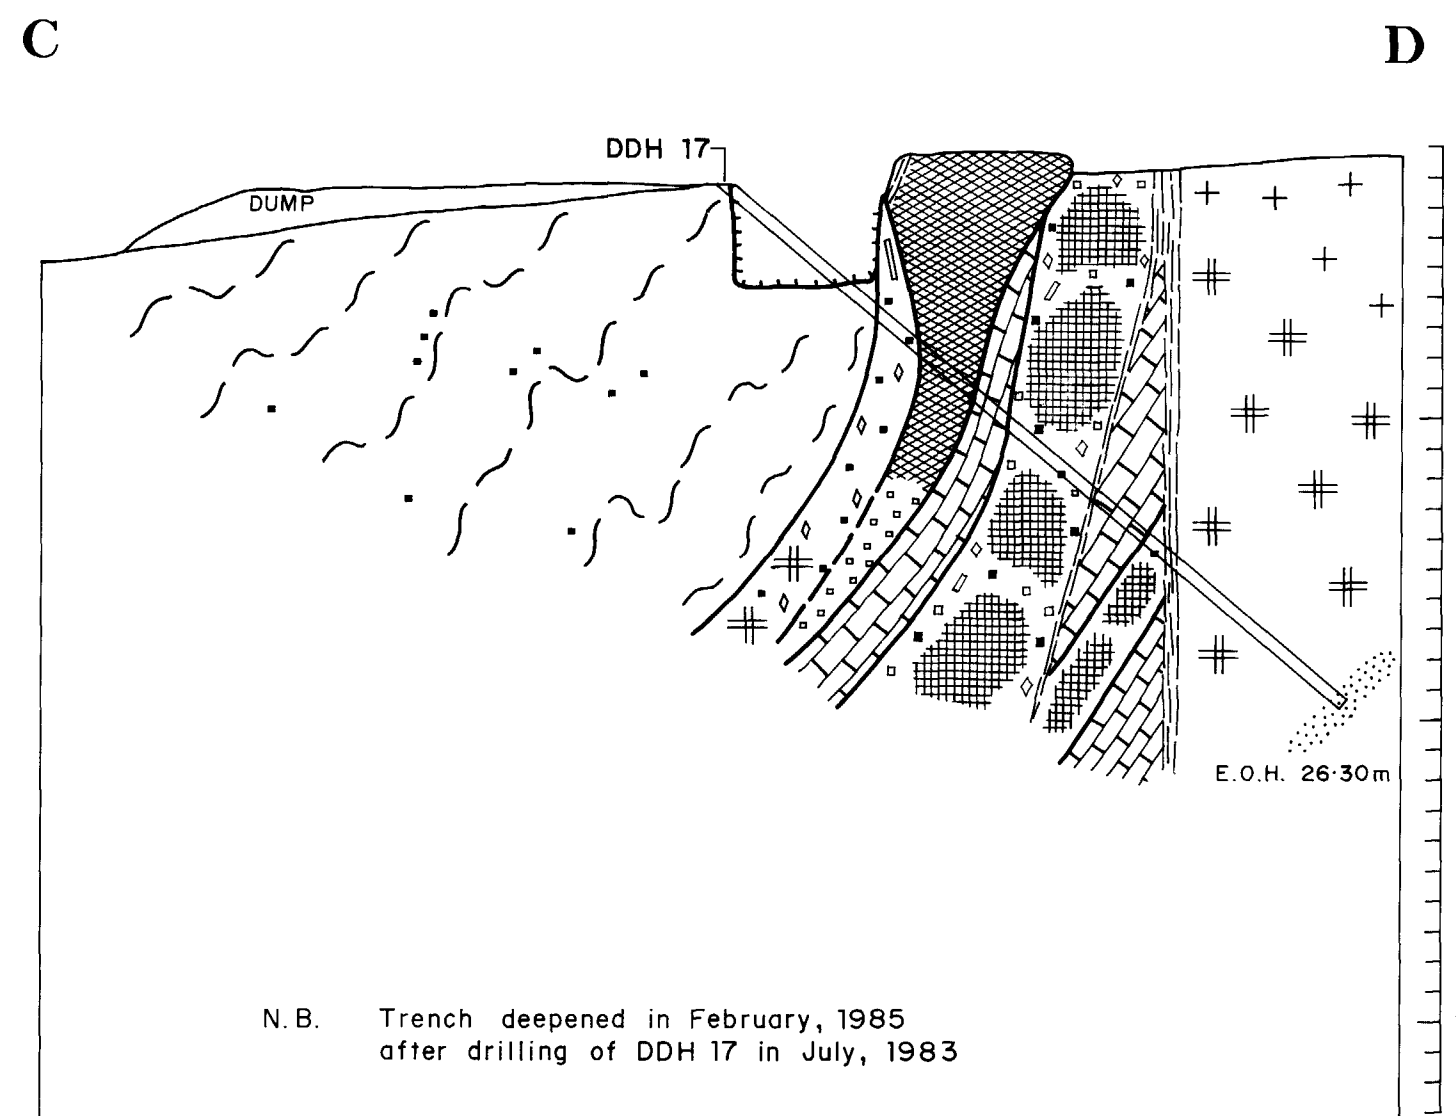 C
D
DDH 17
DUMP
E.O.H. 26·30m
N.B. Trench deepened in February, 1985
after drilling of DDH 17 in July, 1983